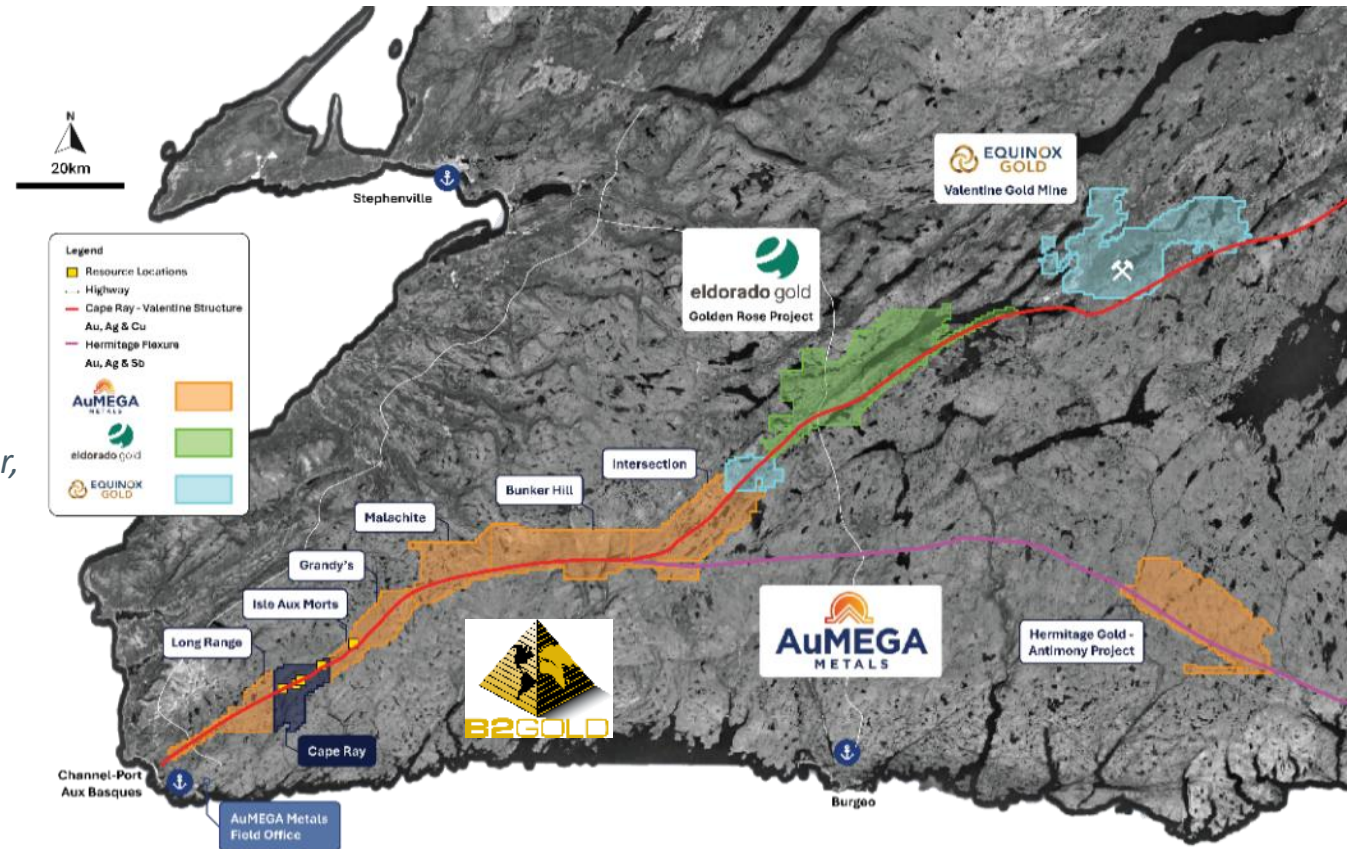 N
20km
Stephenville
EQUINOX
GOLD
Valentine Gold Mine
eldorado gold
Golden Rose Project
Legend
Resource Locations
Highway
Cape Ray - Valentine Structure
Au, Ag & Cu
Hermitage Flexure
Au, Ag & Sb
AuMEGA
METALS
eldorado gold
EQUINOX
GOLD
r,
Intersection
Bunker Hill
Malachite
Grandy's
Isle Aux Morts
Long Range
Cape Ray
B2GOLD
AuMEGA
METALS
Hermitage Gold -
Antimony Project
Channel-Port
Aux Basques
AuMEGA Metals
Field Office
Burgeo